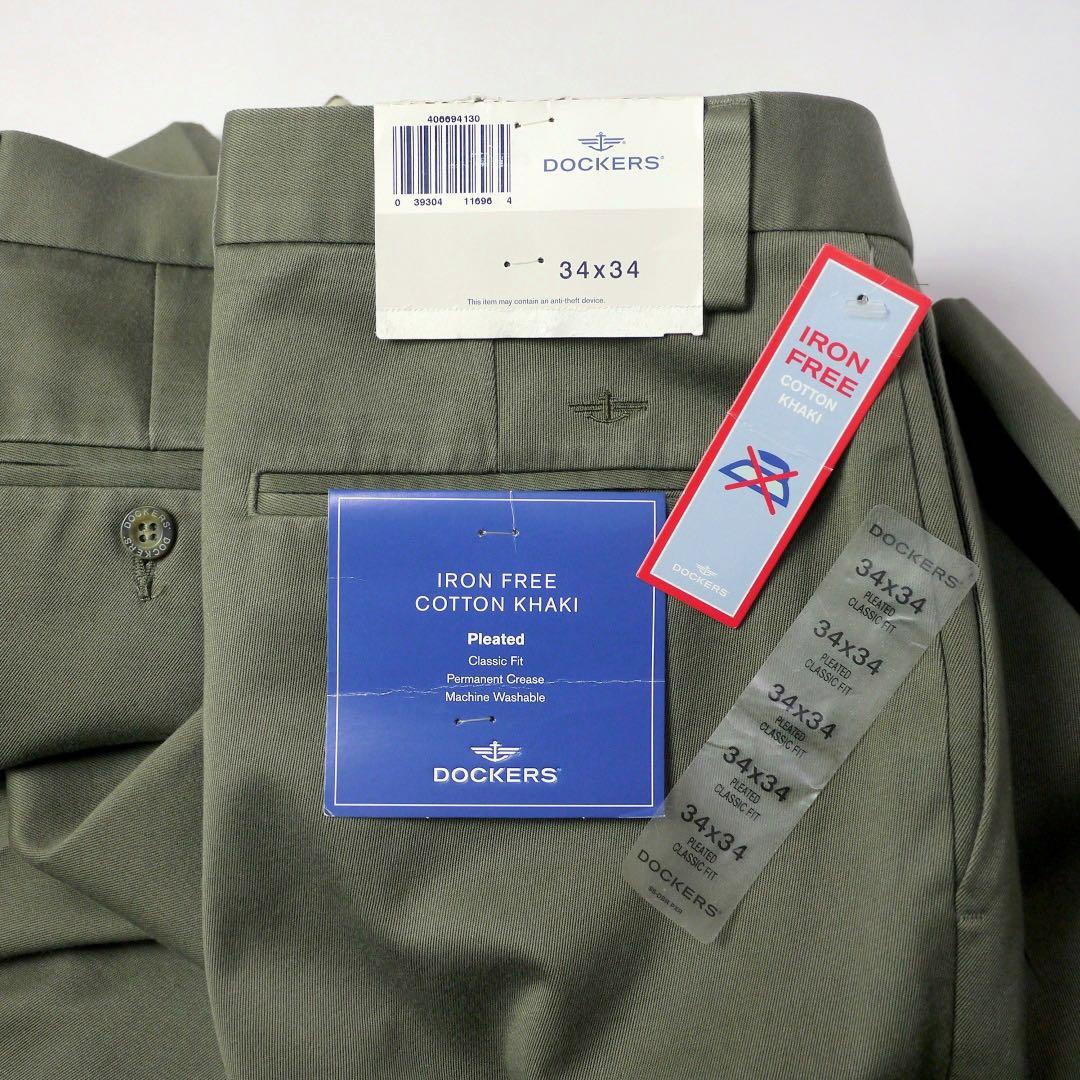 406694130
DOCKERS®
0 39304 11696 4
34x34
This item may contain an anti-theft device.
IRON
FREE
COTTON
KHAKI
DOCKERS
DOCKERS DOCKERS
IRON FREE
COTTON KHAKI
Pleated
Classic Fit
Permanent Crease
Machine Washable
DOCKERS
DOCKERS
34x34
PLEATED
CLASSIC FIT
34x34
PLEATED
CLASSIC FIT
34x34
PLEATED
CLASSIC FIT
34x34
PLEATED
CLASSIC FIT
34x34
PLEATED
CLASSIC FIT
DOCKERS